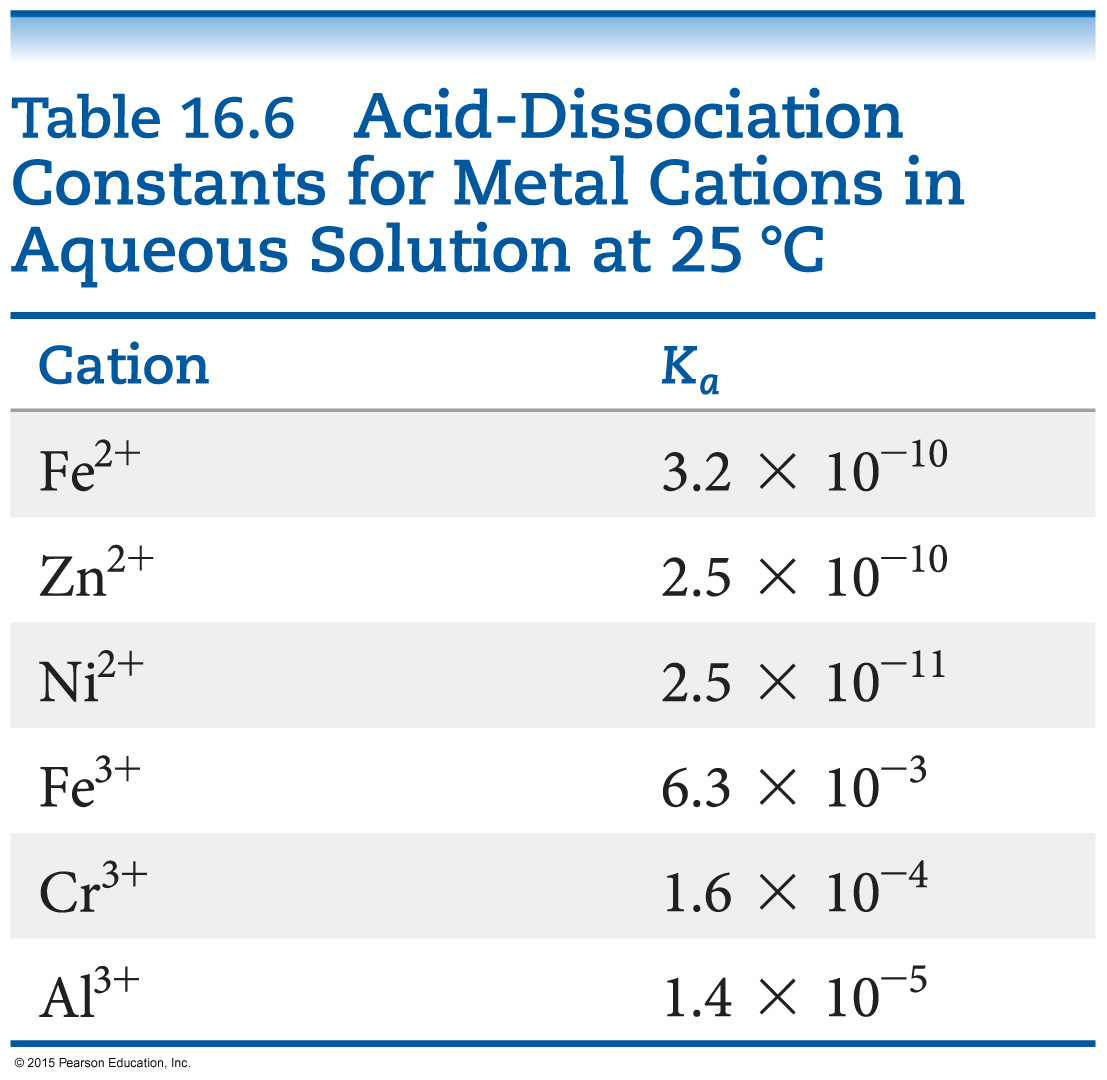 Table 16.6 Acid-Dissociation
Constants for Metal Cations in
Aqueous Solution at 25 °C
Cation Kₐ
Fe²⁺ 3.2 × 10⁻¹⁰
Zn²⁺ 2.5 × 10⁻¹⁰
Ni²⁺ 2.5 × 10⁻¹¹
Fe³⁺ 6.3 × 10⁻³
Cr³⁺ 1.6 × 10⁻⁴
Al³⁺ 1.4 × 10⁻⁵
© 2015 Pearson Education, Inc.